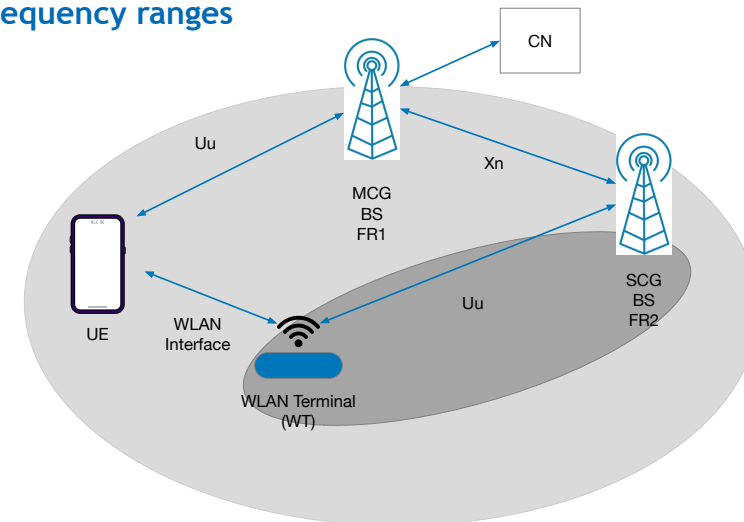 equency ranges
CN
Uu
Xn
MCG
BS
FR1
SCG
BS
FR2
Uu
UE
WLAN
Interface
WLAN Terminal
(WT)